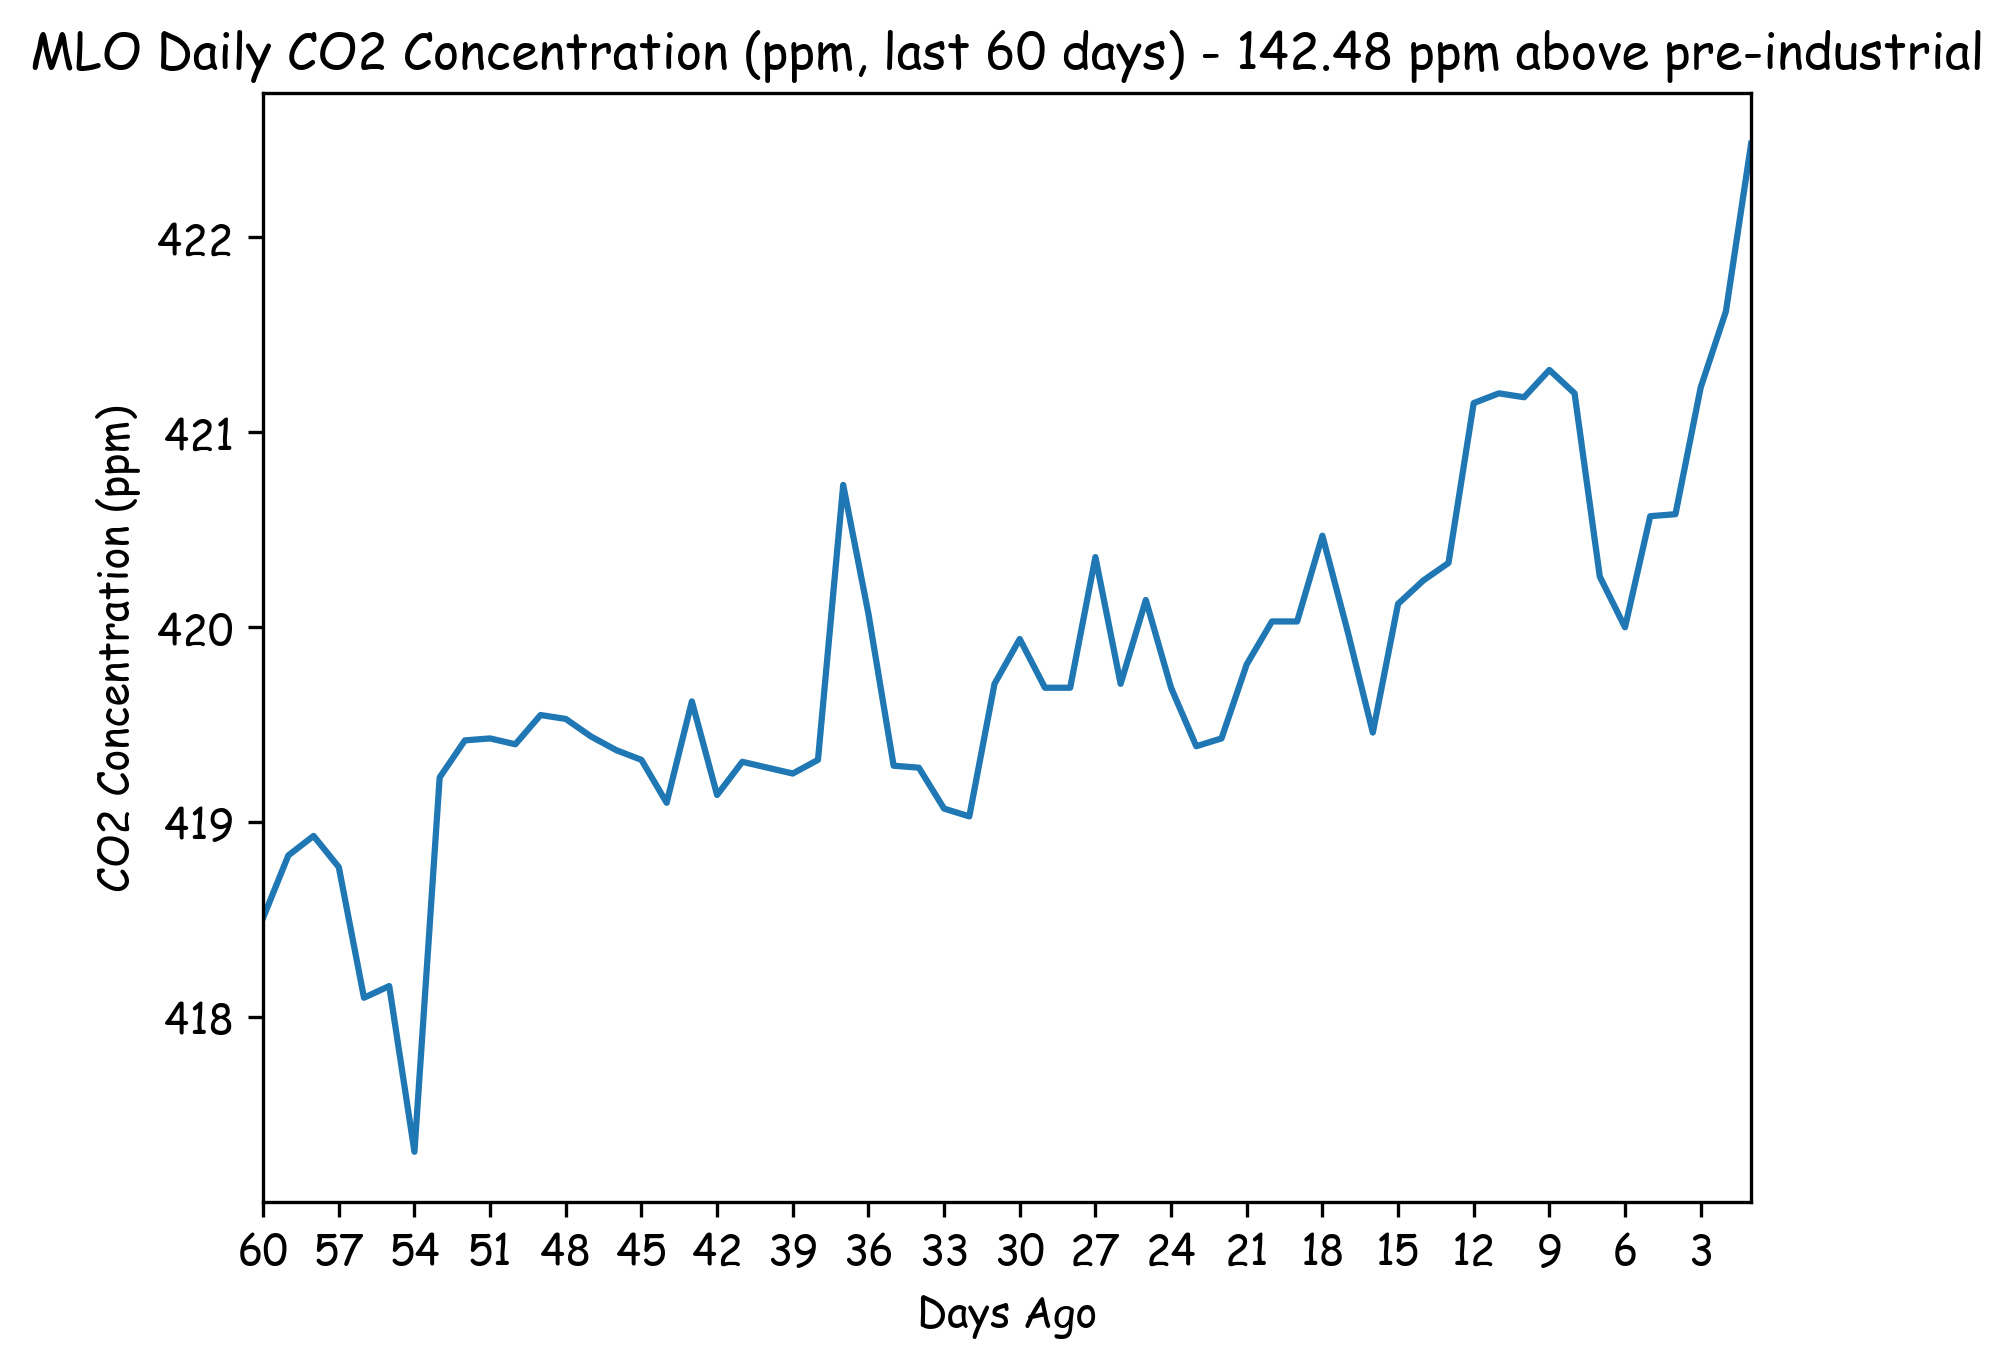 MLO Daily CO2 Concentration (ppm, last 60 days) - 142.48 ppm above pre-industrial
CO2 Concentration (ppm)
422
421
420
419
418
60 57 54 51 48 45 42 39 36 33 30 27 24 21 18 15 12 9 6 3
Days Ago